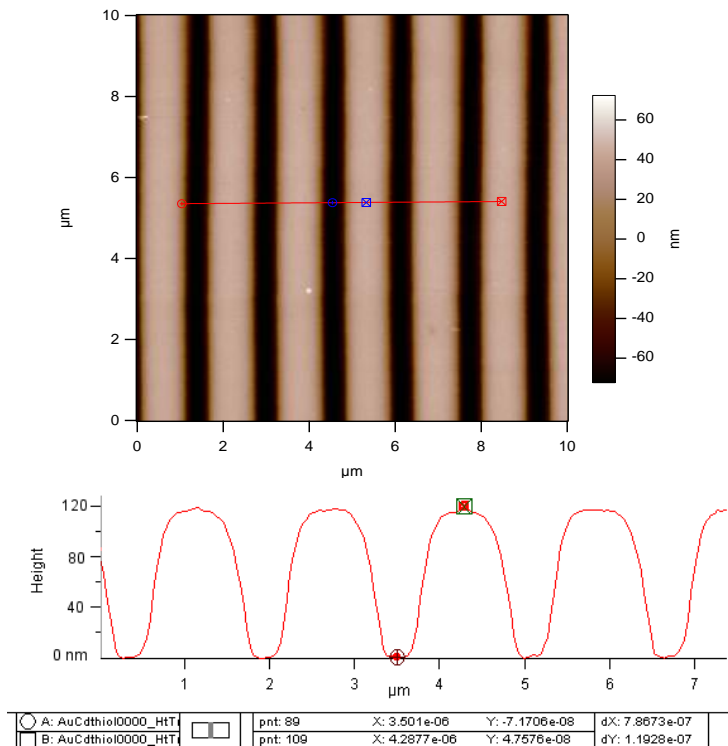 10
8
6
4
2
0
µm
0 2 4 6 8 10
µm
60
40
20
0
-20
-40
-60
nm
120
80
40
0 nm
Height
1 2 3 4 5 6 7
µm
A: AuCdthiol0000_HtTr pnt: 89 X: 3.501e-06 Y: -7.1706e-08 dX: 7.8673e-07
B: AuCdthiol0000_HtTr pnt: 109 X: 4.2877e-06 Y: 4.7576e-08 dY: 1.1928e-07